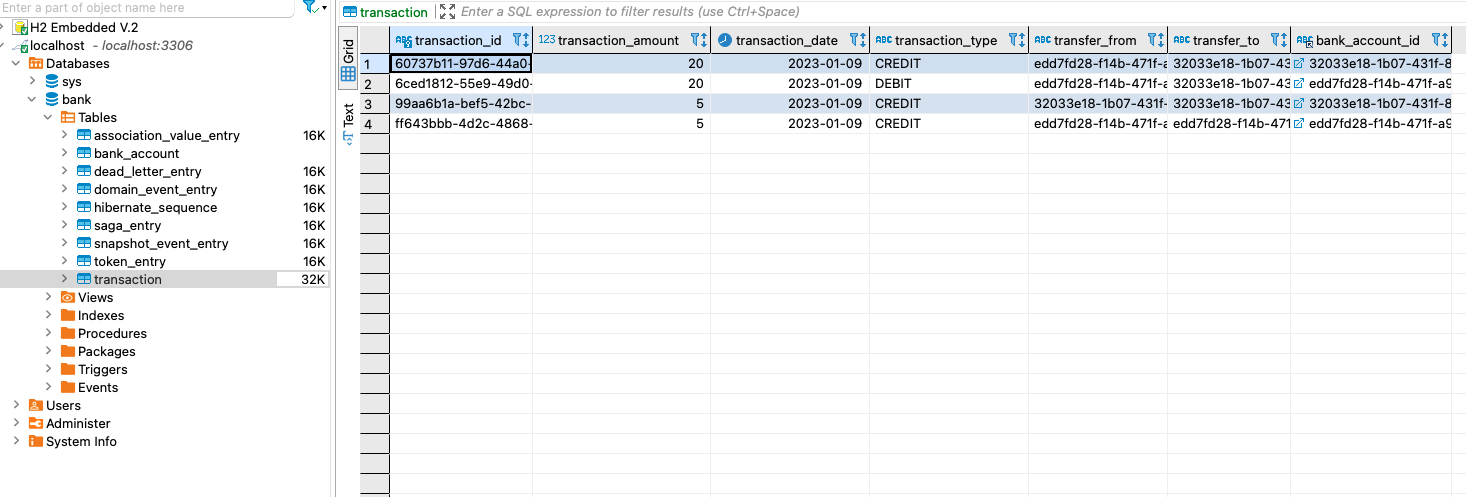 Enter a part of object name here
H2 Embedded V.2
localhost - localhost:3306
Databases
sys
bank
Tables
association_value_entry 16K
bank_account
dead_letter_entry 16K
domain_event_entry 16K
hibernate_sequence 16K
saga_entry 16K
snapshot_event_entry 16K
token_entry 16K
transaction 32K
Views
Indexes
Procedures
Packages
Triggers
Events
Users
Administer
System Info
transaction Enter a SQL expression to filter results (use Ctrl+Space)
Grid
Text
ABC transaction_id 123 transaction_amount transaction_date ABC transaction_type ABC transfer_from ABC transfer_to ABC bank_account_id
1 60737b11-97d6-44a0- 20 2023-01-09 CREDIT edd7fd28-f14b-471f-a 32033e18-1b07-43 32033e18-1b07-431f-8
2 6ced1812-55e9-49d0- 20 2023-01-09 DEBIT edd7fd28-f14b-471f-a 32033e18-1b07-43 edd7fd28-f14b-471f-a9
3 99aa6b1a-bef5-42bc- 5 2023-01-09 CREDIT 32033e18-1b07-431f- 32033e18-1b07-43 32033e18-1b07-431f-8
4 ff643bbb-4d2c-4868- 5 2023-01-09 CREDIT edd7fd28-f14b-471f-a edd7fd28-f14b-471 edd7fd28-f14b-471f-a9